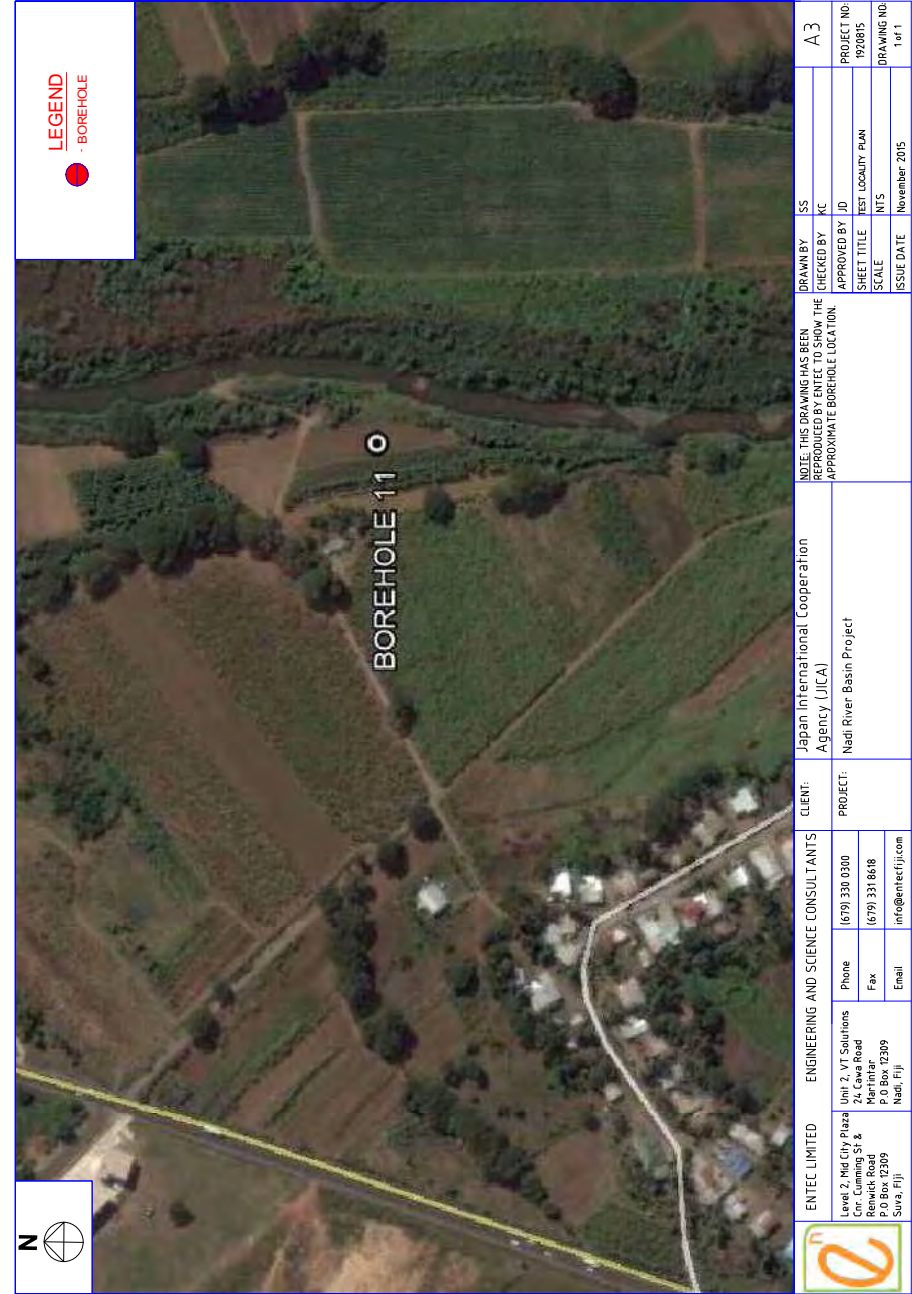 N
LEGEND
- BOREHOLE
BOREHOLE 11
ENTEC LIMITED
ENGINEERING AND SCIENCE CONSULTANTS
Level 2, Mid City Plaza
Cnr. Cumming St &
Renwick Road
P.O Box 12309
Suva, Fiji
Unit 2, VT Solutions
24 Cawa Road
Martintar
P.O Box 12309
Nadi, Fiji
Phone
(679) 330 0300
Fax
(679) 331 8618
Email
info@entecfiji.com
CLIENT:
Japan International Cooperation
Agency (JICA)
PROJECT:
Nadi River Basin Project
NOTE: THIS DRAWING HAS BEEN
REPRODUCED BY ENTEC TO SHOW THE
APPROXIMATE BOREHOLE LOCATION.
DRAWN BY
SS
CHECKED BY
KC
APPROVED BY
JD
SHEET TITLE
TEST LOCALITY PLAN
SCALE
NTS
ISSUE DATE
November 2015
A3
PROJECT NO:
1920815
DRAWING NO:
1 of 1
en